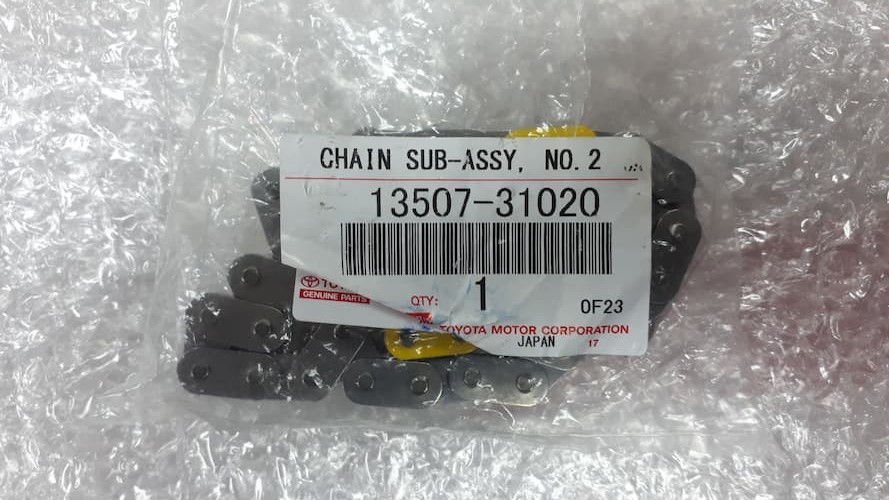 CHAIN SUB-ASSY, NO.2
13507-31020
GENUINE PARTS
QTY: 1 0F23
TOYOTA MOTOR CORPORATION
JAPAN 17